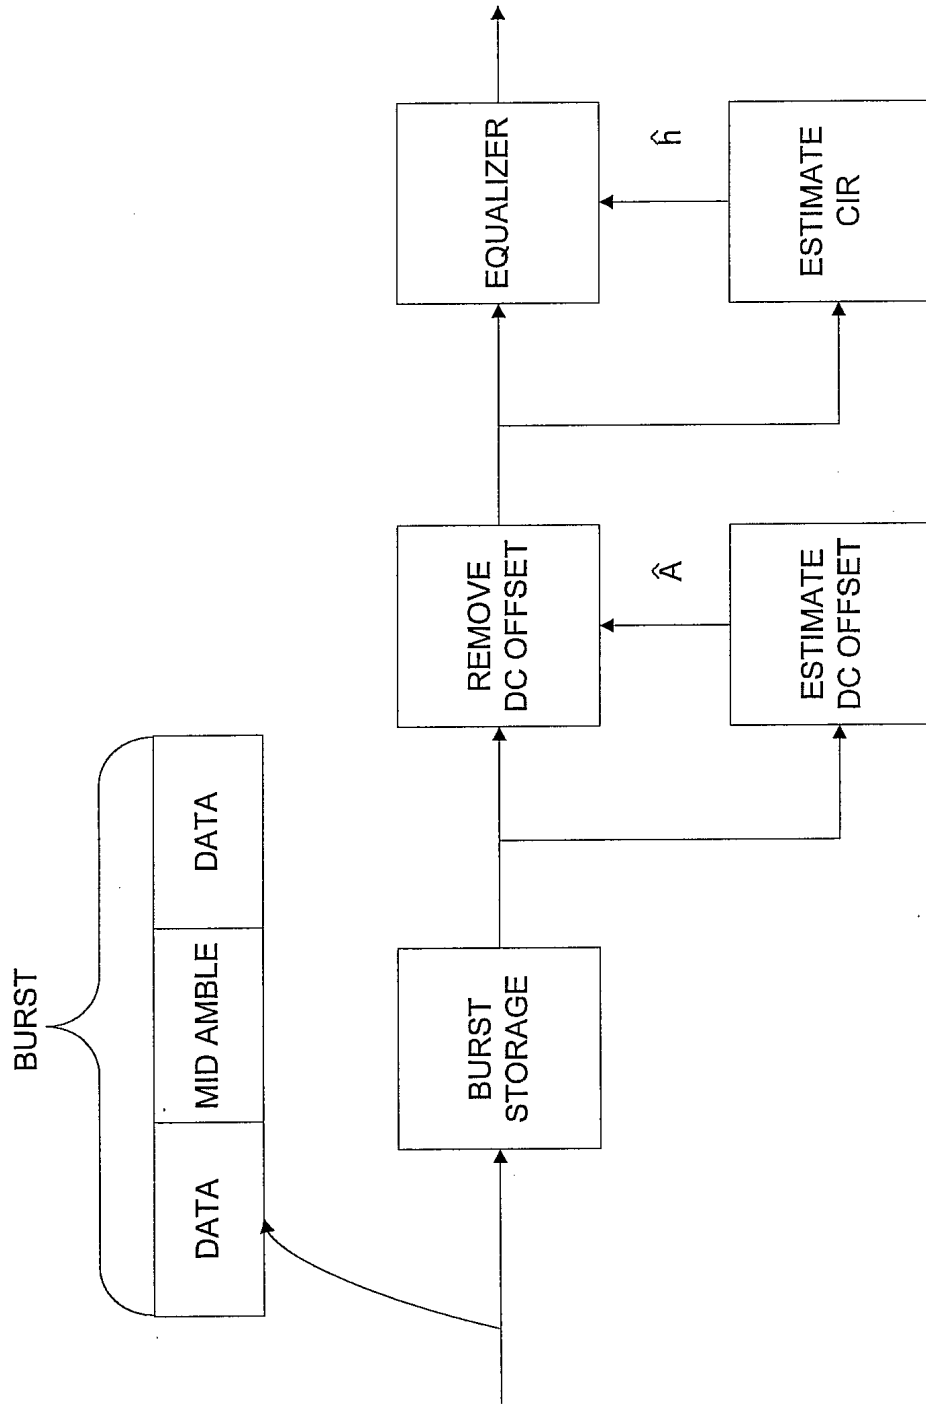 BURST
DATA
MID AMBLE
DATA
BURST
STORAGE
REMOVE
DC OFFSET
EQUALIZER
Â
ĥ
ESTIMATE
DC OFFSET
ESTIMATE
CIR